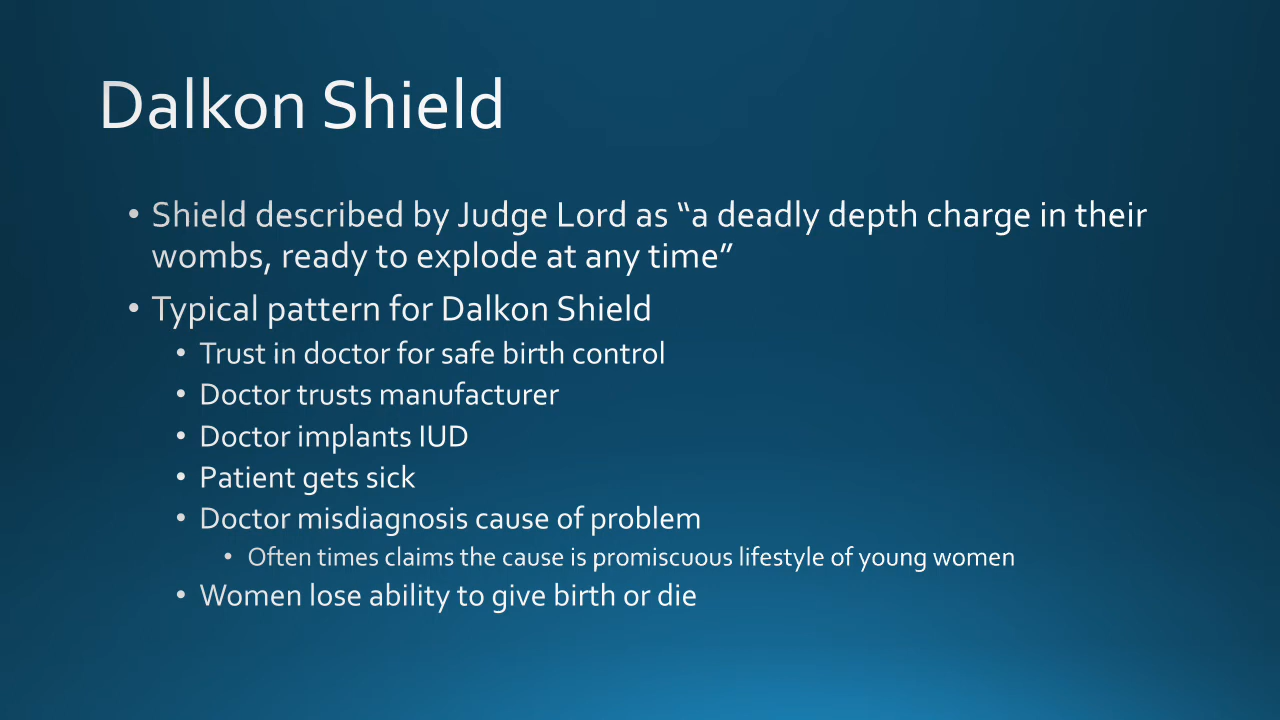 Dalkon Shield
• Shield described by Judge Lord as “a deadly depth charge in their
wombs, ready to explode at any time”
• Typical pattern for Dalkon Shield
• Trust in doctor for safe birth control
• Doctor trusts manufacturer
• Doctor implants IUD
• Patient gets sick
• Doctor misdiagnosis cause of problem
• Often times claims the cause is promiscuous lifestyle of young women
• Women lose ability to give birth or die